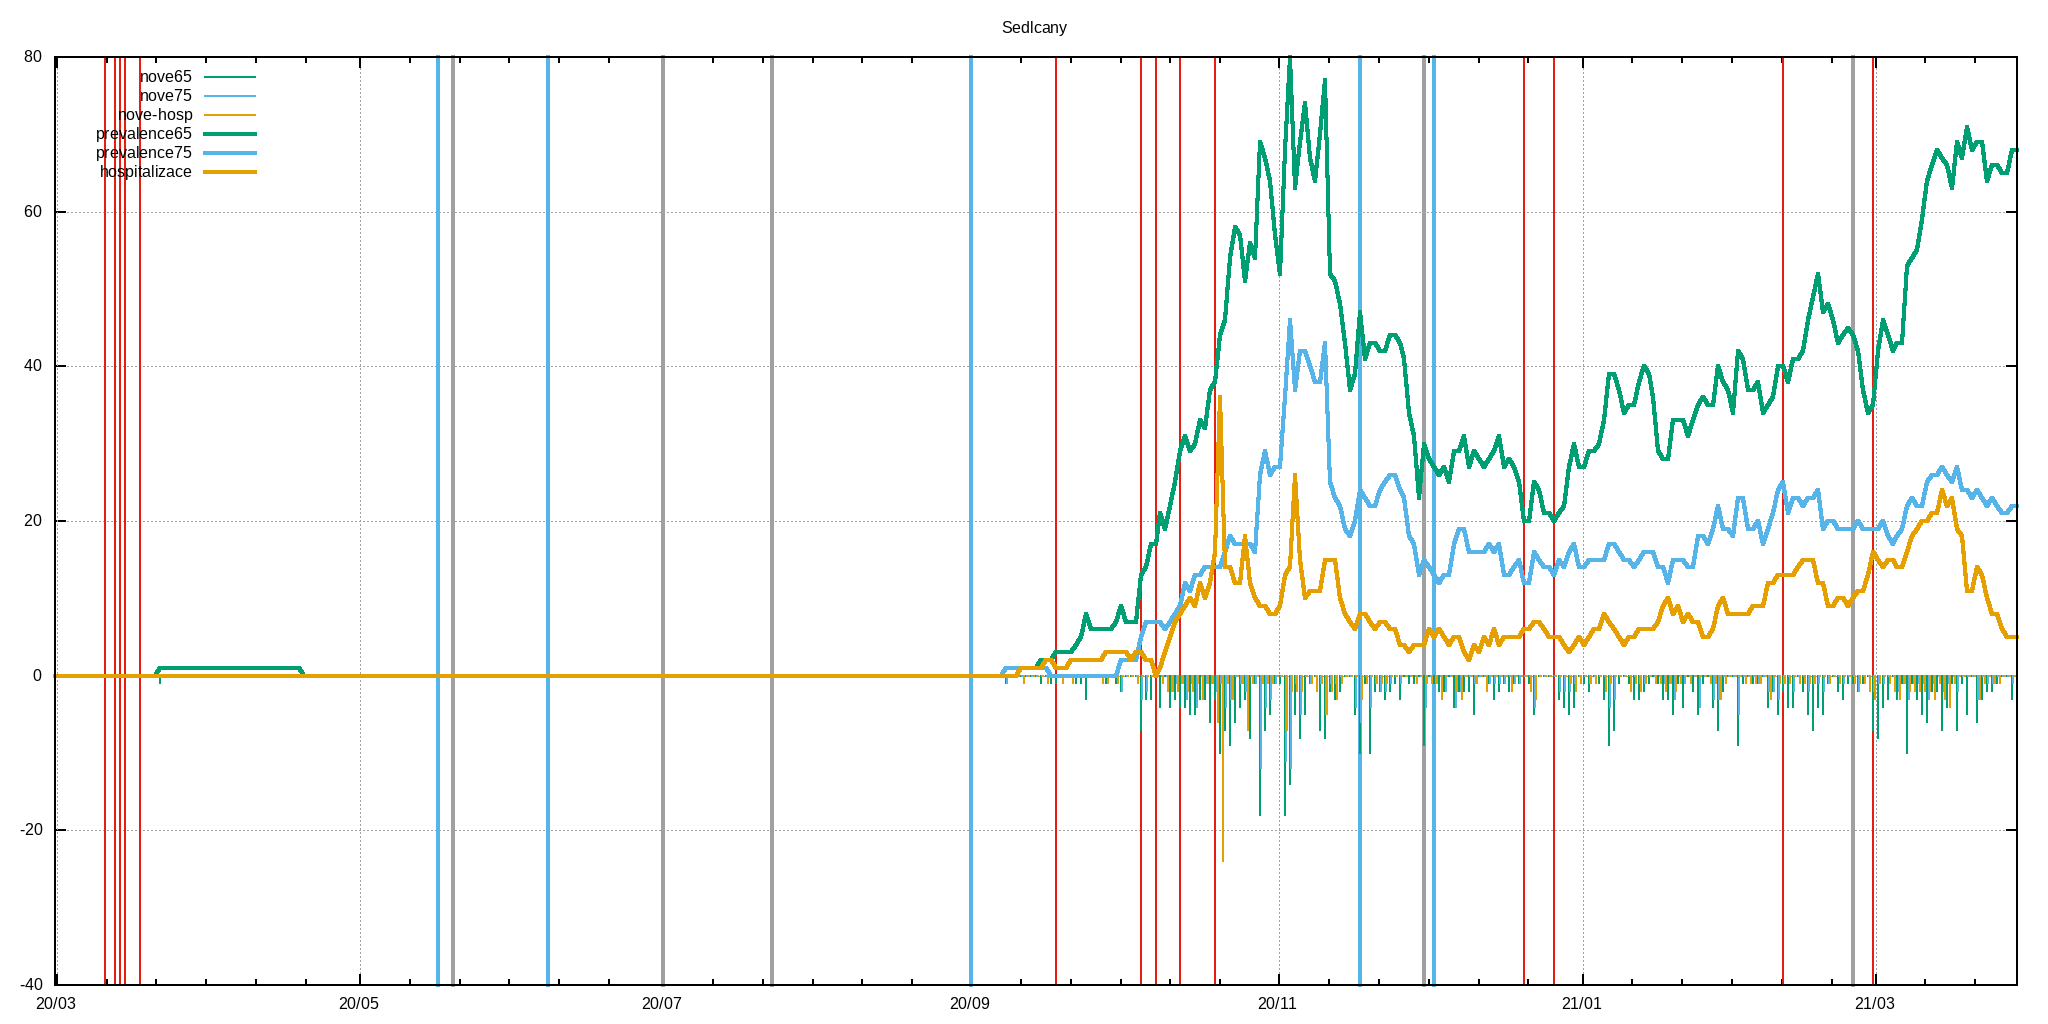 Sedlcany
80
60
40
20
0
-20
-40
nove65
nove75
nove-hosp
prevalence65
prevalence75
hospitalizace
20/03 20/05 20/07 20/09 20/11 21/01 21/03